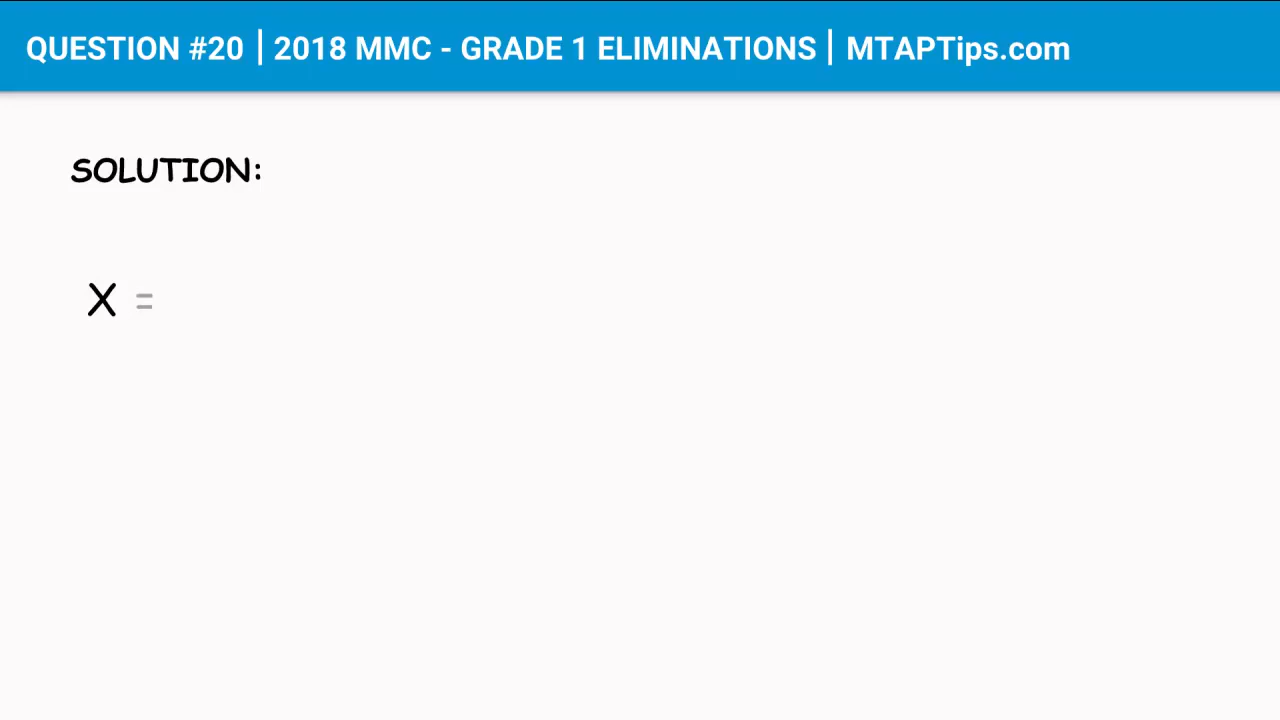 QUESTION #20 | 2018 MMC - GRADE 1 ELIMINATIONS | MTAPTips.com
SOLUTION:
X =